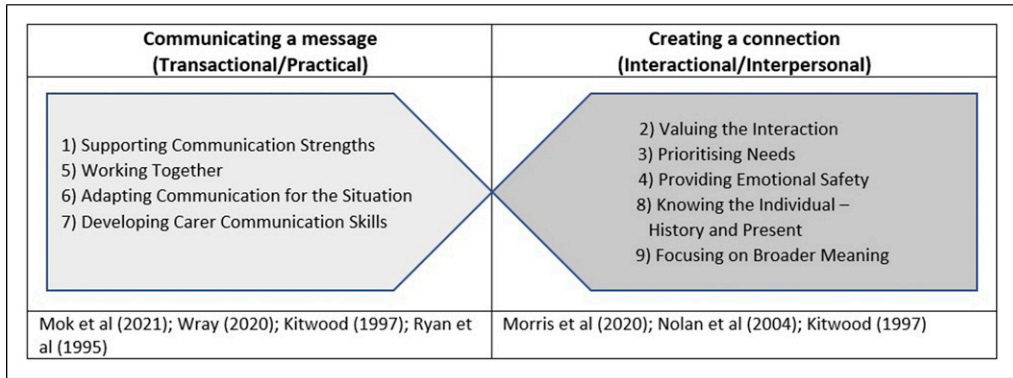 Communicating a message
(Transactional/Practical)
Creating a connection
(Interactional/Interpersonal)
1) Supporting Communication Strengths
5) Working Together
6) Adapting Communication for the Situation
7) Developing Carer Communication Skills
2) Valuing the Interaction
3) Prioritising Needs
4) Providing Emotional Safety
8) Knowing the Individual –
History and Present
9) Focusing on Broader Meaning
Mok et al (2021); Wray (2020); Kitwood (1997); Ryan et
al (1995)
Morris et al (2020); Nolan et al (2004); Kitwood (1997)